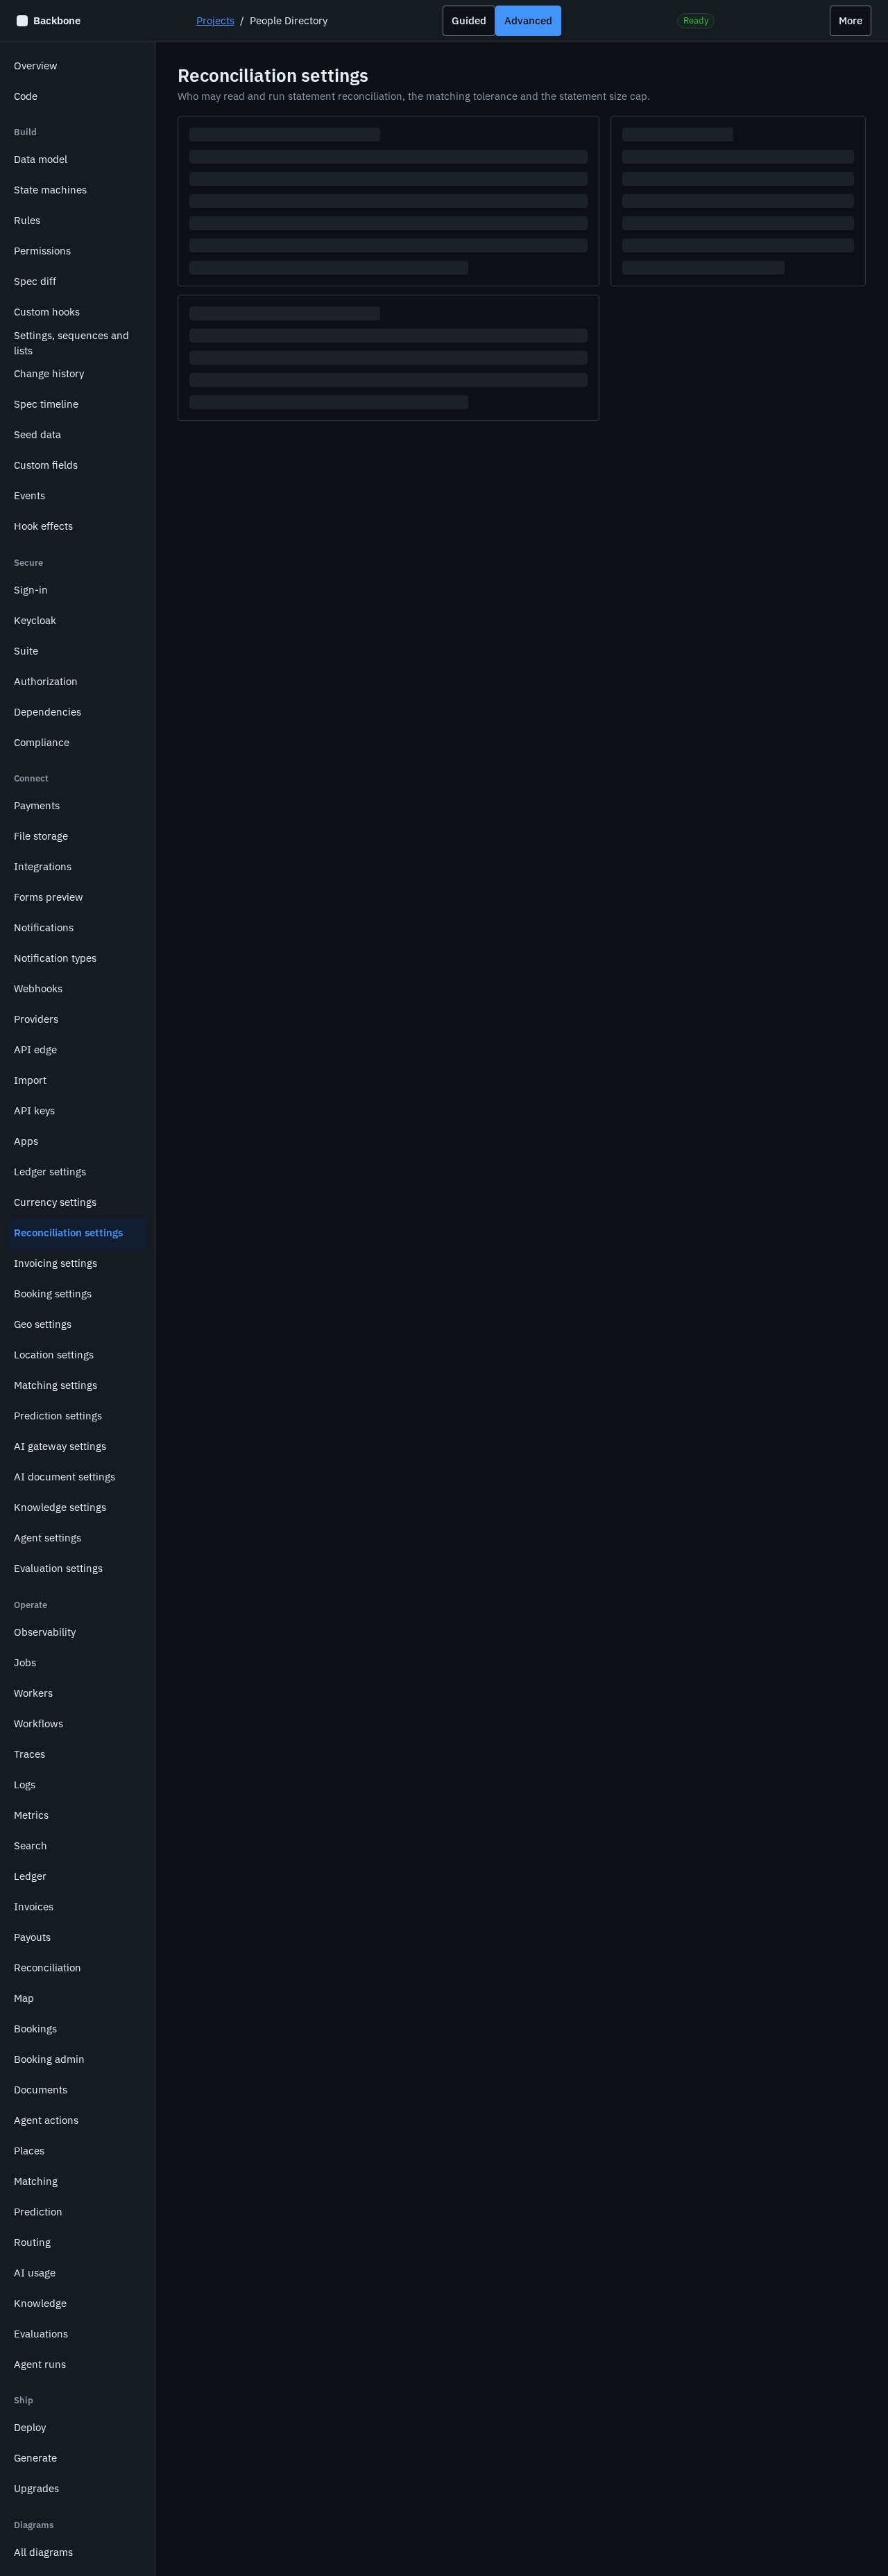 Backbone
Projects / People Directory
Guided
Advanced
Ready
More
Overview
Code
Build
Data model
State machines
Rules
Permissions
Spec diff
Custom hooks
Settings, sequences and
lists
Change history
Spec timeline
Seed data
Custom fields
Events
Hook effects
Secure
Sign-in
Keycloak
Suite
Authorization
Dependencies
Compliance
Connect
Payments
File storage
Integrations
Forms preview
Notifications
Notification types
Webhooks
Providers
API edge
Import
API keys
Apps
Ledger settings
Currency settings
Reconciliation settings
Invoicing settings
Booking settings
Geo settings
Location settings
Matching settings
Prediction settings
AI gateway settings
AI document settings
Knowledge settings
Agent settings
Evaluation settings
Operate
Observability
Jobs
Workers
Workflows
Traces
Logs
Metrics
Search
Ledger
Invoices
Payouts
Reconciliation
Map
Bookings
Booking admin
Documents
Agent actions
Places
Matching
Prediction
Routing
AI usage
Knowledge
Evaluations
Agent runs
Ship
Deploy
Generate
Upgrades
Diagrams
All diagrams
Reconciliation settings
Who may read and run statement reconciliation, the matching tolerance and the statement size cap.